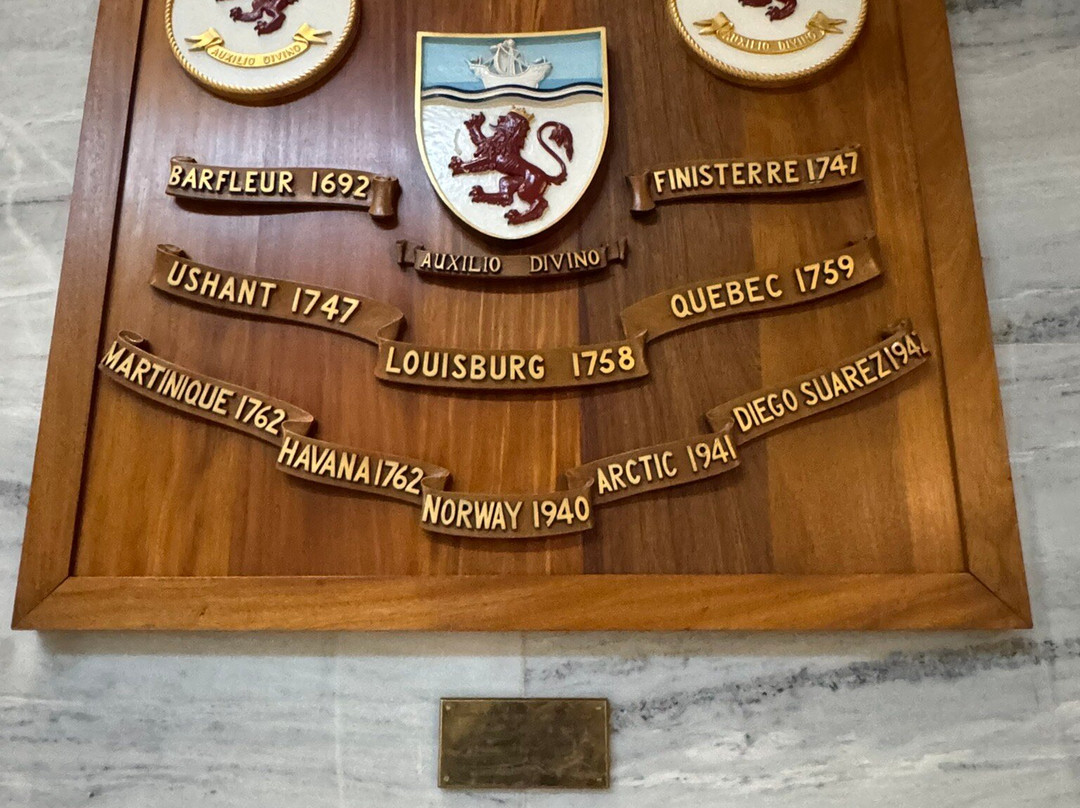 AUXILIO DIVINO
AUXILIO DIVINO
BARFLEUR 1692
FINISTERRE 1747
AUXILIO DIVINO
USHANT 1747
QUEBEC 1759
LOUISBURG 1758
MARTINIQUE 1762
DIEGO SUAREZ 194
HAVANA 1762
ARCTIC 1941
NORWAY 1940